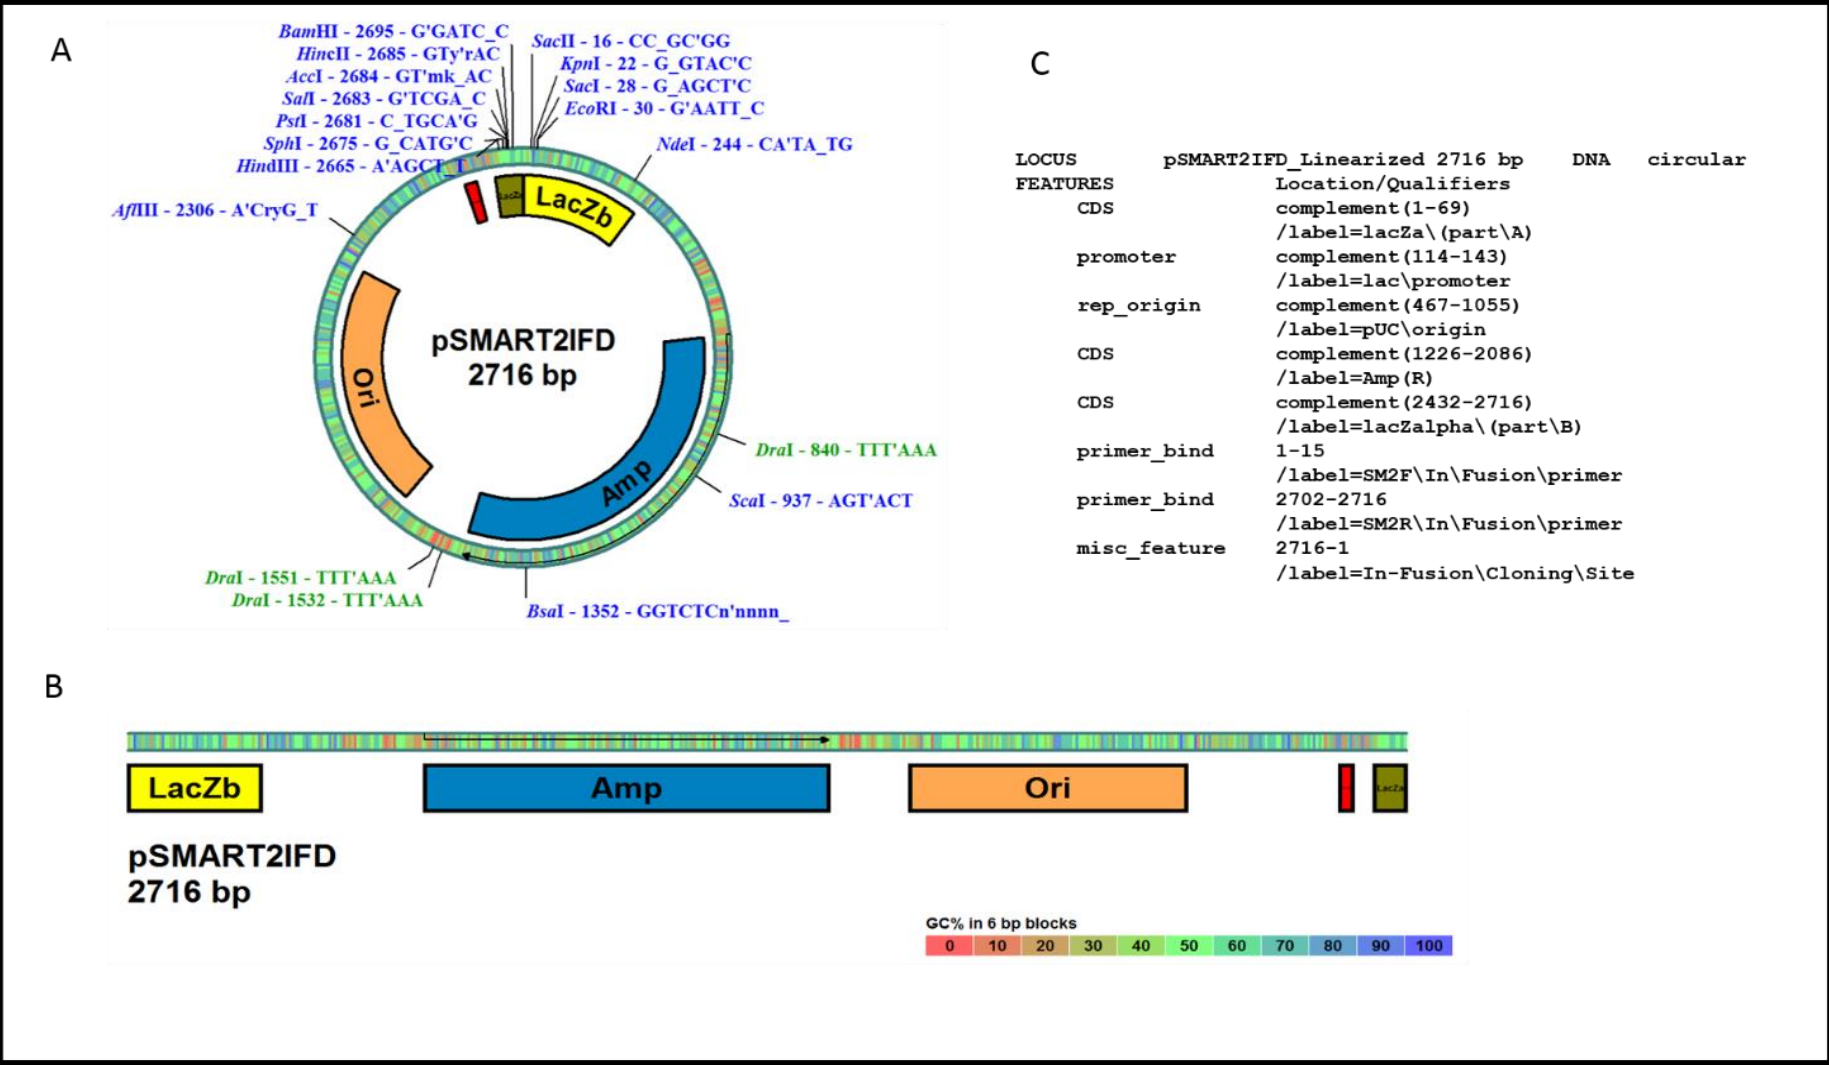 A
BamHI - 2695 - G'GATC_C
HincII - 2685 - GTy'rAC
AccI - 2684 - GT'mk_AC
SalI - 2683 - G'TCGA_C
PstI - 2681 - C_TGCA'G
SphI - 2675 - G_CATG'C
HindIII - 2665 - A'AGCT_T
AflIII - 2306 - A'CryG_T
SacII - 16 - CC_GC'GG
KpnI - 22 - G_GTAC'C
SacI - 28 - G_AGCT'C
EcoRI - 30 - G'AATT_C
NdeI - 244 - CA'TA_TG
LacZa
LacZb
pSMART2IFD
2716 bp
Ori
Amp
DraI - 840 - TTT'AAA
ScaI - 937 - AGT'ACT
DraI - 1551 - TTT'AAA
DraI - 1532 - TTT'AAA
BsaI - 1352 - GGTCTCn'nnnn_
C
LOCUS pSMART2IFD_Linearized 2716 bp DNA circular
FEATURES Location/Qualifiers
CDS complement(1-69)
/label=lacZa\(part\A)
promoter complement(114-143)
/label=lac\promoter
rep_origin complement(467-1055)
/label=pUC\origin
CDS complement(1226-2086)
/label=Amp(R)
CDS complement(2432-2716)
/label=lacZalpha\(part\B)
primer_bind 1-15
/label=SM2F\In\Fusion\primer
primer_bind 2702-2716
/label=SM2R\In\Fusion\primer
misc_feature 2716-1
/label=In-Fusion\Cloning\Site
B
LacZb Amp Ori LacZa
pSMART2IFD
2716 bp
GC% in 6 bp blocks
0 10 20 30 40 50 60 70 80 90 100